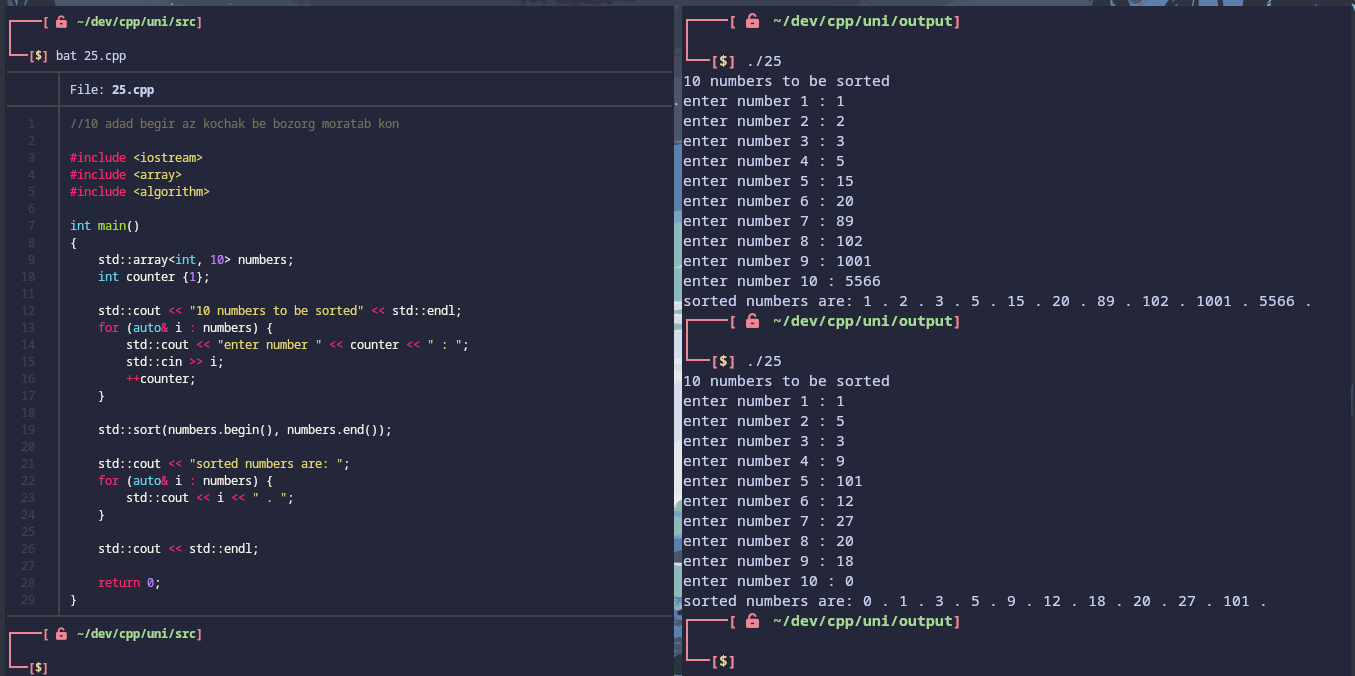 [ ~/dev/cpp/uni/src]
[$] bat 25.cpp
File: 25.cpp
1 //10 adad begir az kochak be bozorg moratab kon
2
3 #include <iostream>
4 #include <array>
5 #include <algorithm>
6
7 int main()
8 {
9 std::array<int, 10> numbers;
10 int counter {1};
11
12 std::cout << "10 numbers to be sorted" << std::endl;
13 for (auto& i : numbers) {
14 std::cout << "enter number " << counter << " : ";
15 std::cin >> i;
16 ++counter;
17 }
18
19 std::sort(numbers.begin(), numbers.end());
20
21 std::cout << "sorted numbers are: ";
22 for (auto& i : numbers) {
23 std::cout << i << " . ";
24 }
25
26 std::cout << std::endl;
27
28 return 0;
29 }
[ ~/dev/cpp/uni/src]
[$]
[ ~/dev/cpp/uni/output]
[$] ./25
10 numbers to be sorted
enter number 1 : 1
enter number 2 : 2
enter number 3 : 3
enter number 4 : 5
enter number 5 : 15
enter number 6 : 20
enter number 7 : 89
enter number 8 : 102
enter number 9 : 1001
enter number 10 : 5566
sorted numbers are: 1 . 2 . 3 . 5 . 15 . 20 . 89 . 102 . 1001 . 5566 .
[ ~/dev/cpp/uni/output]
[$] ./25
10 numbers to be sorted
enter number 1 : 1
enter number 2 : 5
enter number 3 : 3
enter number 4 : 9
enter number 5 : 101
enter number 6 : 12
enter number 7 : 27
enter number 8 : 20
enter number 9 : 18
enter number 10 : 0
sorted numbers are: 0 . 1 . 3 . 5 . 9 . 12 . 18 . 20 . 27 . 101 .
[ ~/dev/cpp/uni/output]
[$]